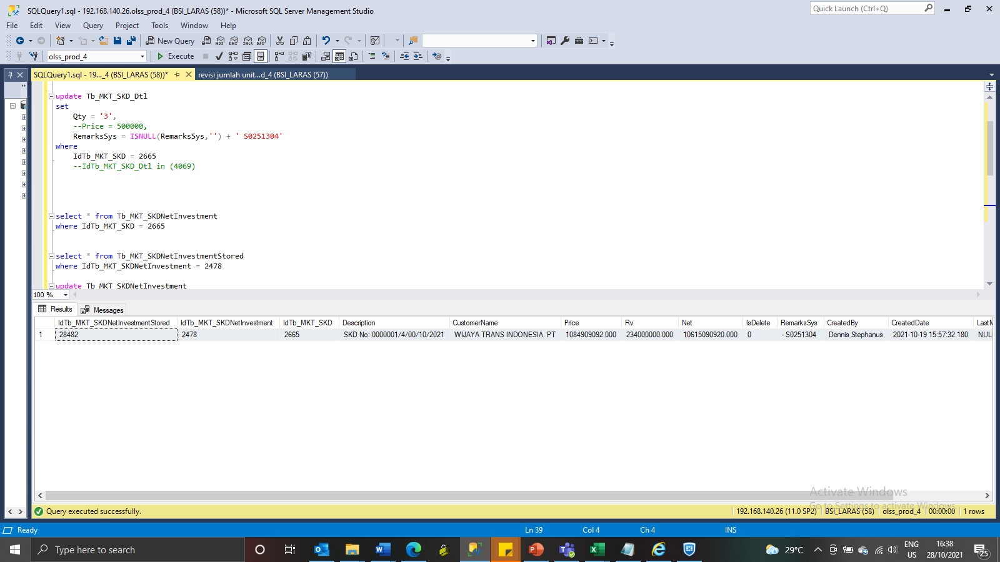 SQLQuery1.sql - 192.168.140.26.olss_prod_4 (BSI_LARAS (58))* - Microsoft SQL Server Management Studio
Quick Launch (Ctrl+Q)
File Edit View Query Project Tools Window Help
New Query
MDX DMX XMLA DAX
olss_prod_4
Execute
SQLQuery1.sql - 19..._4 (BSI_LARAS (58))*
revisi jumlah unit...d_4 (BSI_LARAS (57))
update Tb_MKT_SKD_Dtl
set
Qty = '3',
--Price = 500000,
RemarksSys = ISNULL(RemarksSys,'') + ' S0251304'
where
IdTb_MKT_SKD = 2665
--IdTb_MKT_SKD_Dtl in (4069)
select * from Tb_MKT_SKDNetInvestment
where IdTb_MKT_SKD = 2665
select * from Tb_MKT_SKDNetInvestmentStored
where IdTb_MKT_SKDNetInvestment = 2478
update Tb_MKT_SKDNetInvestment
100 %
Results Messages
IdTb_MKT_SKDNetInvestmentStored IdTb_MKT_SKDNetInvestment IdTb_MKT_SKD Description CustomerName Price Rv Net IsDelete RemarksSys CreatedBy CreatedDate LastM
1 28482 2478 2665 SKD No: 0000001/4/00/10/2021 WIJAYA TRANS INDONESIA. PT 1084909092.000 234000000.000 10615090920.000 0 - S0251304 Dennis Stephanus 2021-10-19 15:57:32.180 NUL
Activate Windows
Go to Settings to activate Windows.
Query executed successfully.
192.168.140.26 (11.0 SP2) BSI_LARAS (58) olss_prod_4 00:00:00 1 rows
Ready
Ln 39 Col 4 Ch 4 INS
Type here to search
29°C
ENG
US
16:38
28/10/2021
25